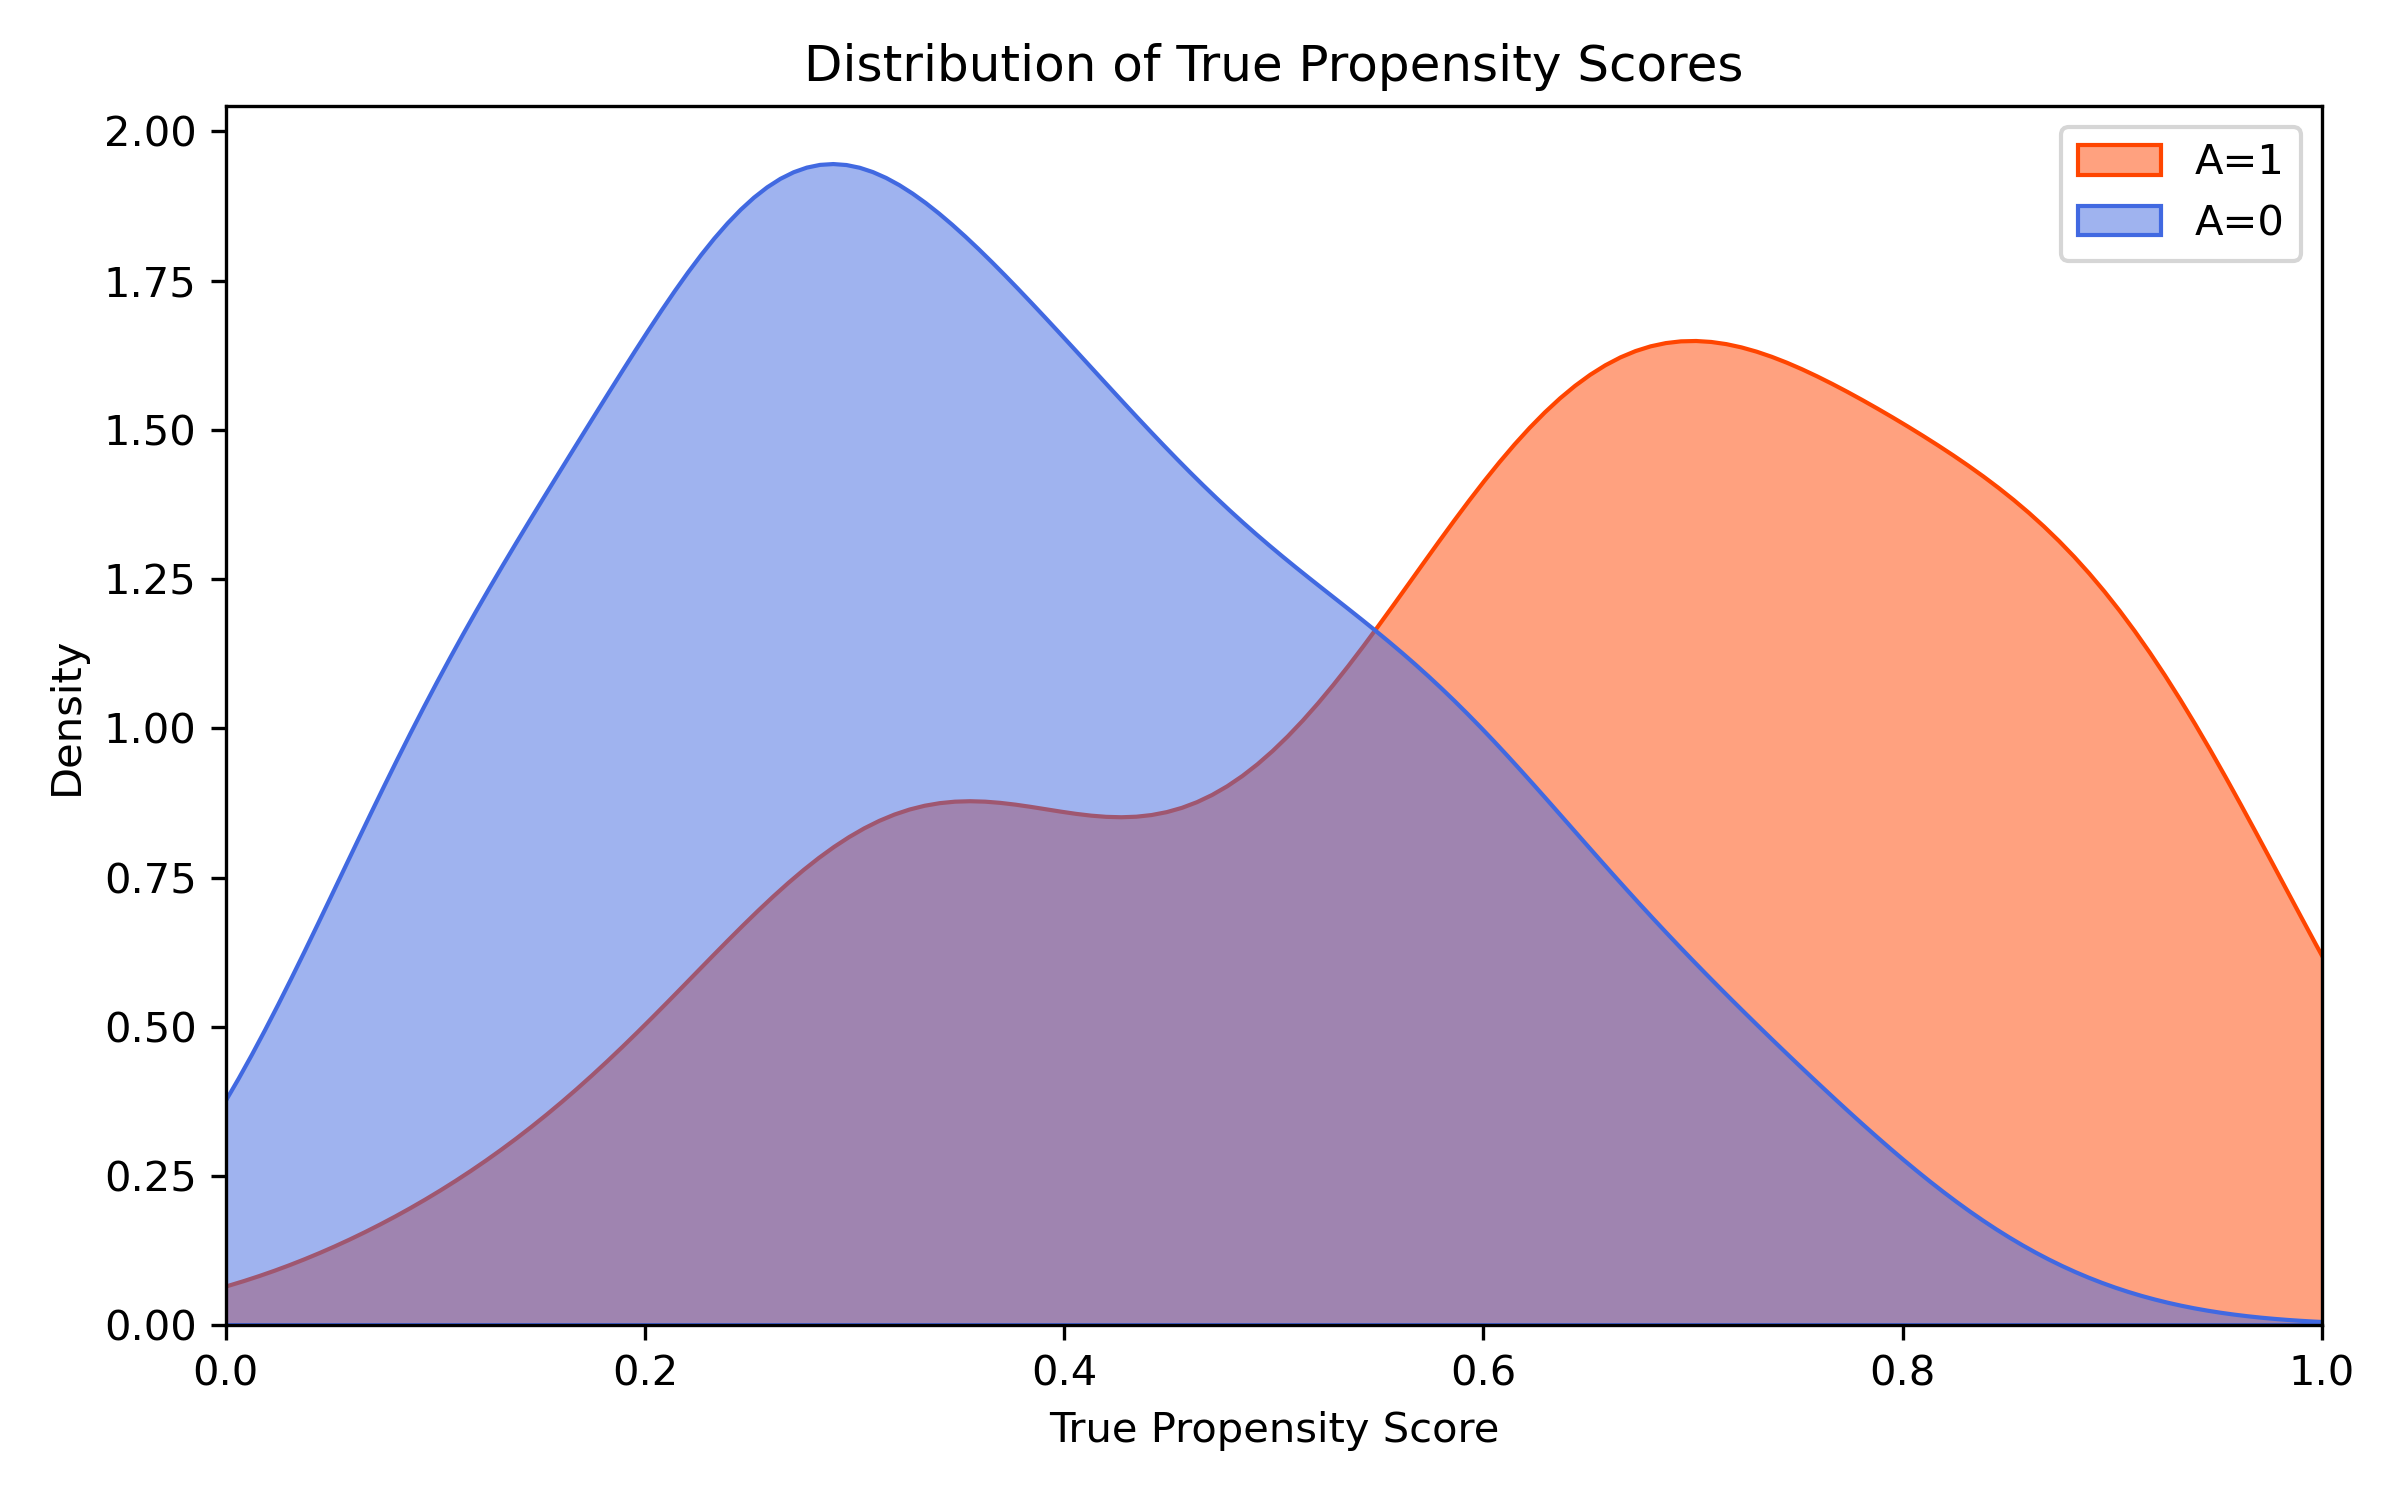 Distribution of True Propensity Scores
A=1
A=0
Density
2.00
1.75
1.50
1.25
1.00
0.75
0.50
0.25
0.00
0.0 0.2 0.4 0.6 0.8 1.0
True Propensity Score